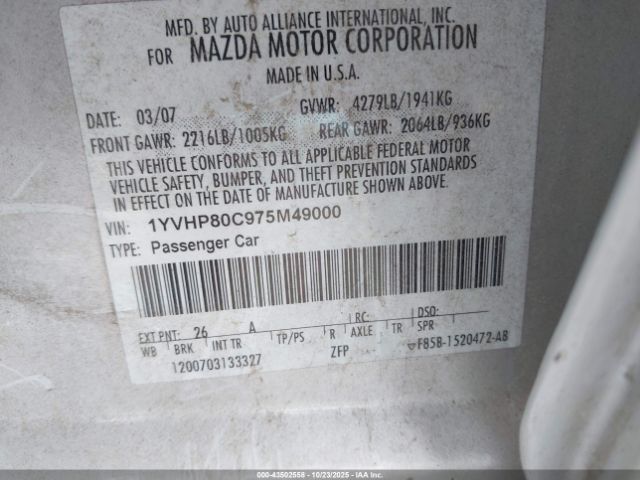 MFD. BY AUTO ALLIANCE INTERNATIONAL, INC.
FOR MAZDA MOTOR CORPORATION
MADE IN U.S.A.
DATE: 03/07 GVWR: 4279LB/1941KG
FRONT GAWR: 2216LB/1005KG REAR GAWR: 2064LB/936KG
THIS VEHICLE CONFORMS TO ALL APPLICABLE FEDERAL MOTOR
VEHICLE SAFETY, BUMPER, AND THEFT PREVENTION STANDARDS
IN EFFECT ON THE DATE OF MANUFACTURE SHOWN ABOVE.
VIN: 1YVHP80C975M49000
TYPE: Passenger Car
EXT PNT: 26 A RC: DSO:
WB BRK INT TR TP/PS R AXLE TR SPR
1200703133327 ZFP F85B-1520472-AB
000-43502558 - 10/23/2025 - IAAI.COM